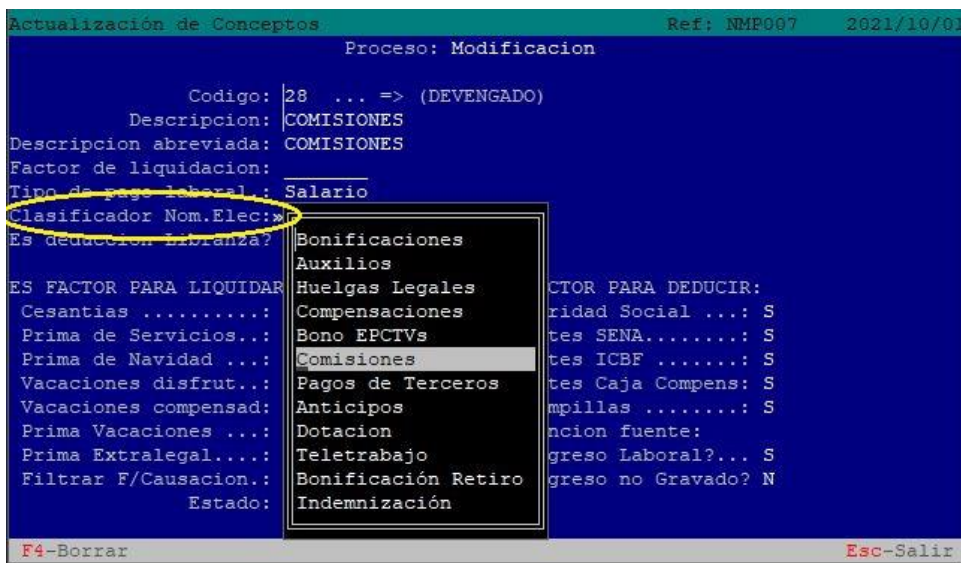 Actualización de Conceptos Ref: NMP007 2021/10/01
Proceso: Modificacion
Codigo: 28 ... => (DEVENGADO)
Descripcion: COMISIONES
Descripcion abreviada: COMISIONES
Factor de liquidacion:
Tipo de pago laboral.: Salario
Clasificador Nom.Elec:»
Es deduccion Libranza? Bonificaciones
Auxilios
ES FACTOR PARA LIQUIDAR Huelgas Legales CTOR PARA DEDUCIR:
Cesantias ..........: Compensaciones ridad Social ...: S
Prima de Servicios..: Bono EPCTVs tes SENA........: S
Prima de Navidad ...: Comisiones tes ICBF ......: S
Vacaciones disfrut..: Pagos de Terceros tes Caja Compens: S
Vacaciones compensad: Anticipos mpillas ........: S
Prima Vacaciones ...: Dotacion ncion fuente:
Prima Extralegal....: Teletrabajo greso Laboral?... S
Filtrar F/Causacion.: Bonificación Retiro greso no Gravado? N
Estado: Indemnización
F4-Borrar Esc-Salir